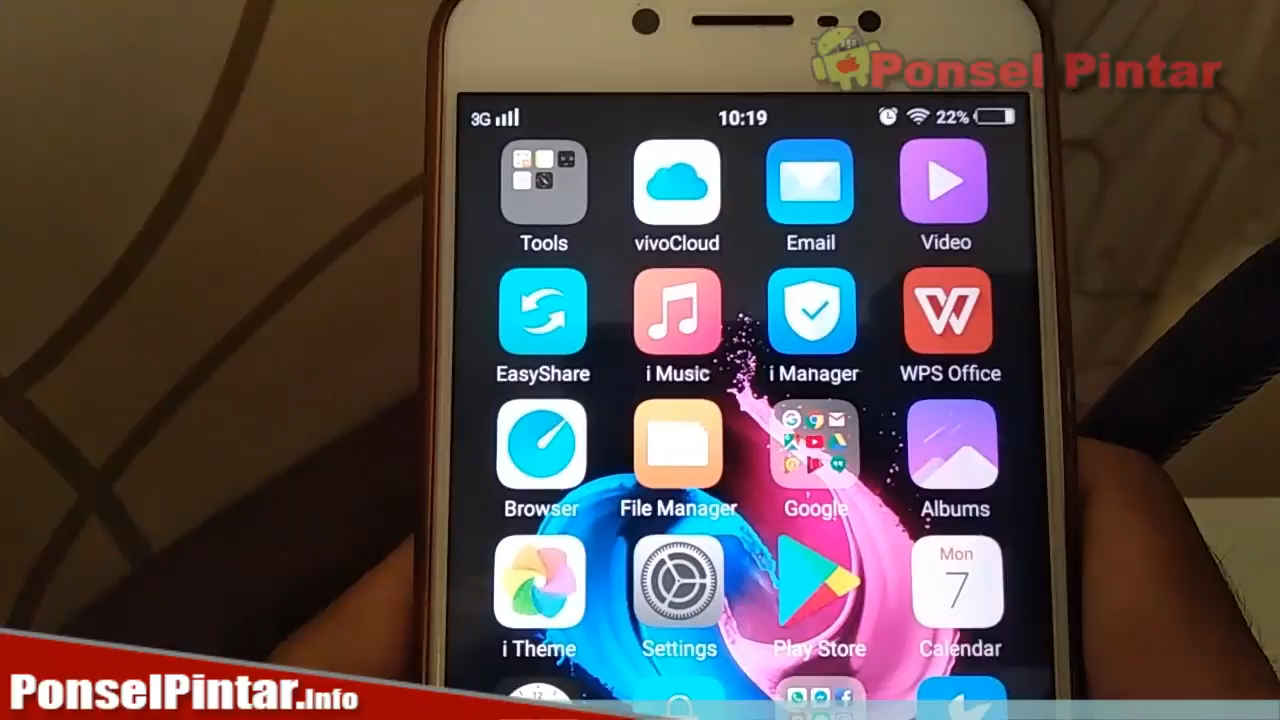 Ponsel Pintar
3G 10:19 22%
Tools vivoCloud Email Video
EasyShare i Music i Manager WPS Office
Browser File Manager Google Albums
Mon
7
i Theme Settings Play Store Calendar
12
PonselPintar.Info